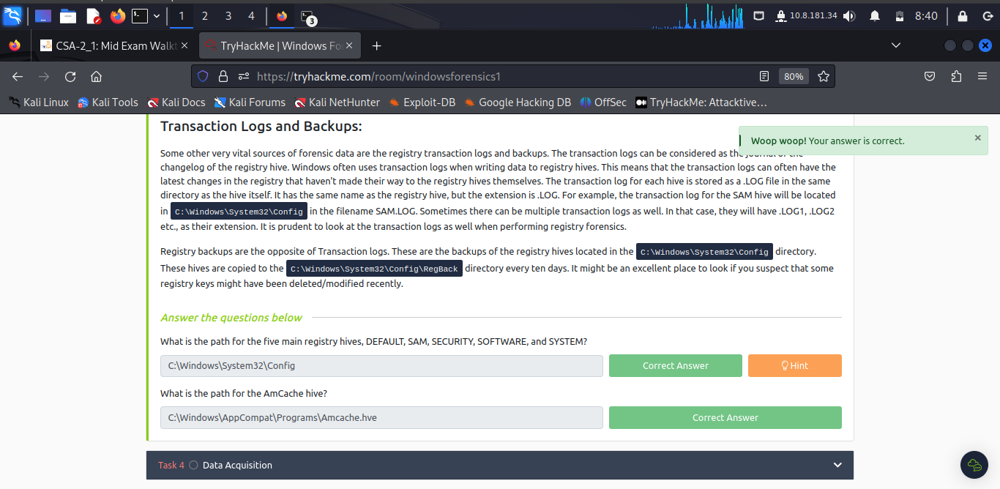 1 2 3 4 3 10.8.181.34 8:40
CSA-2_1: Mid Exam Walkt TryHackMe | Windows Fo
https://tryhackme.com/room/windowsforensics1 80%
Kali Linux Kali Tools Kali Docs Kali Forums Kali NetHunter Exploit-DB Google Hacking DB OffSec TryHackMe: Attacktive…
Transaction Logs and Backups:
Woop woop! Your answer is correct.
Some other very vital sources of forensic data are the registry transaction logs and backups. The transaction logs can be considered as the journal of the
changelog of the registry hive. Windows often uses transaction logs when writing data to registry hives. This means that the transaction logs can often have the
latest changes in the registry that haven't made their way to the registry hives themselves. The transaction log for each hive is stored as a .LOG file in the same
directory as the hive itself. It has the same name as the registry hive, but the extension is .LOG. For example, the transaction log for the SAM hive will be located
in C:\Windows\System32\Config in the filename SAM.LOG. Sometimes there can be multiple transaction logs as well. In that case, they will have .LOG1, .LOG2
etc., as their extension. It is prudent to look at the transaction logs as well when performing registry forensics.
Registry backups are the opposite of Transaction logs. These are the backups of the registry hives located in the C:\Windows\System32\Config directory.
These hives are copied to the C:\Windows\System32\Config\RegBack directory every ten days. It might be an excellent place to look if you suspect that some
registry keys might have been deleted/modified recently.
Answer the questions below
What is the path for the five main registry hives, DEFAULT, SAM, SECURITY, SOFTWARE, and SYSTEM?
C:\Windows\System32\Config Correct Answer Hint
What is the path for the AmCache hive?
C:\Windows\AppCompat\Programs\Amcache.hve Correct Answer
Task 4 Data Acquisition